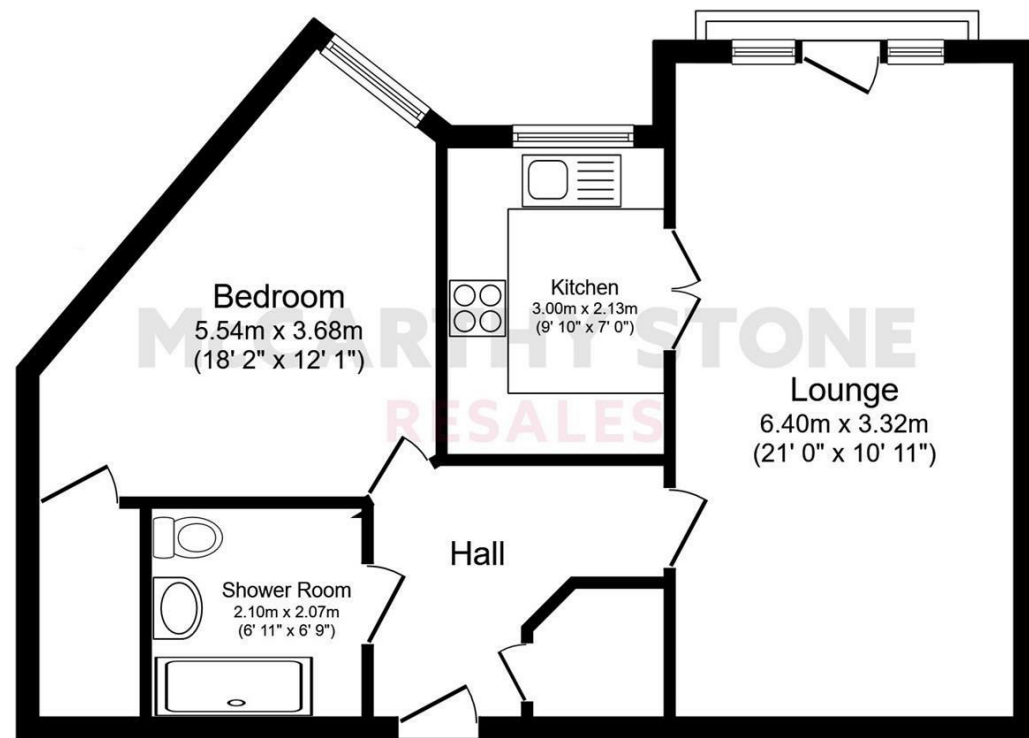 Bedroom
5.54m x 3.68m
(18' 2" x 12' 1")
Kitchen
3.00m x 2.13m
(9' 10" x 7' 0")
McCARTHY STONE
RESALES
Lounge
6.40m x 3.32m
(21' 0" x 10' 11")
Hall
Shower Room
2.10m x 2.07m
(6' 11" x 6' 9")